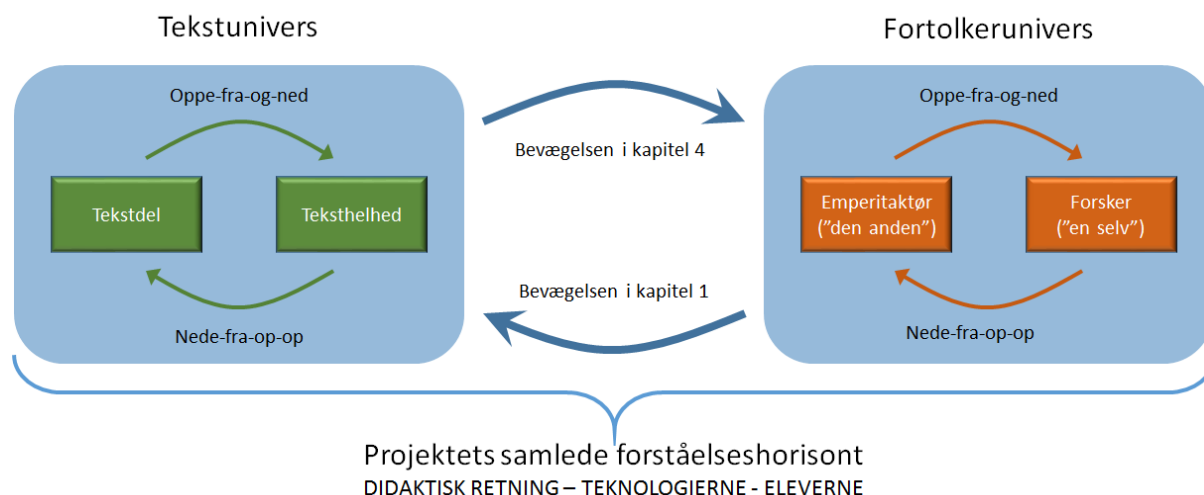 Tekstunivers
Oppe-fra-og-ned
Tekstdel
Teksthelhed
Nede-fra-op-op
Bevægelsen i kapitel 4
Bevægelsen i kapitel 1
Fortolkerunivers
Oppe-fra-og-ned
Emperitaktør
("den anden")
Forsker
("en selv")
Nede-fra-op-op
Projektets samlede forståelseshorisont
DIDAKTISK RETNING – TEKNOLOGIERNE - ELEVERNE